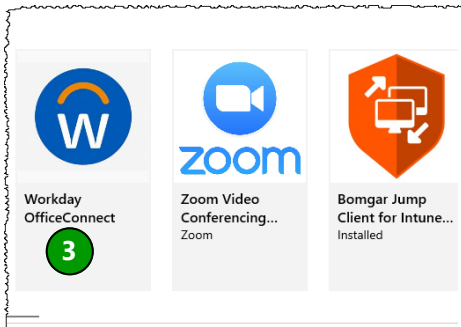 W
zoom
Workday
OfficeConnect
3
Zoom Video
Conferencing...
Zoom
Bomgar Jump
Client for Intune...
Installed